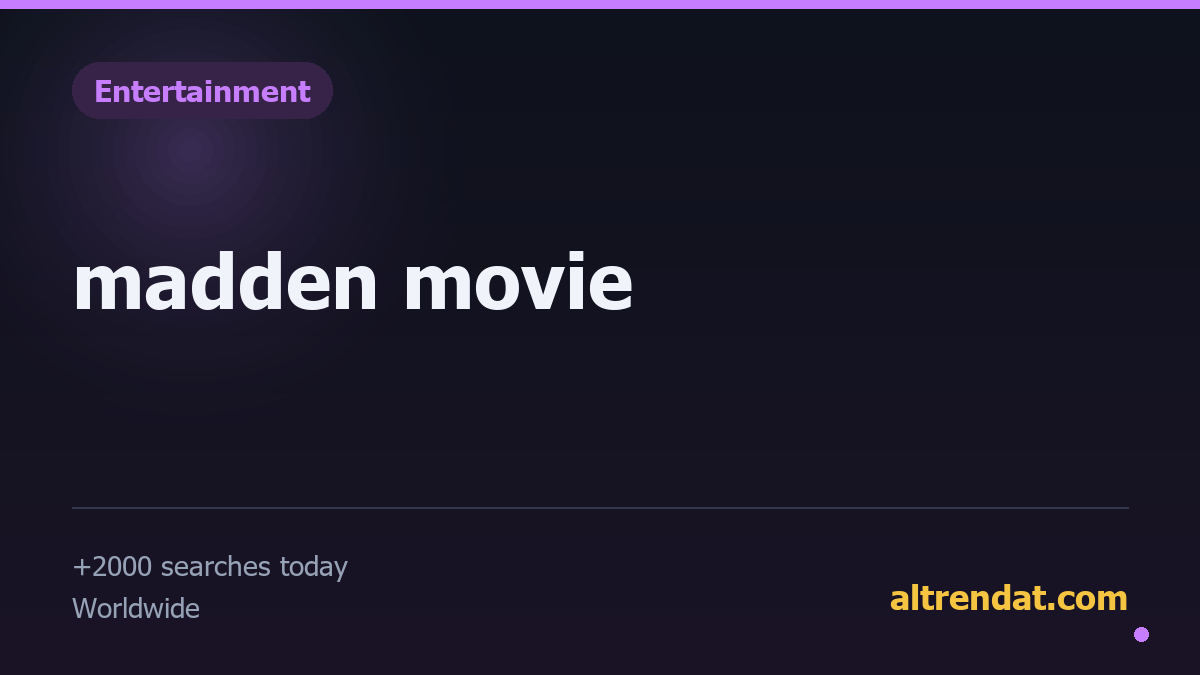 Entertainment
madden movie
+2000 searches today
Worldwide
altrendat.com